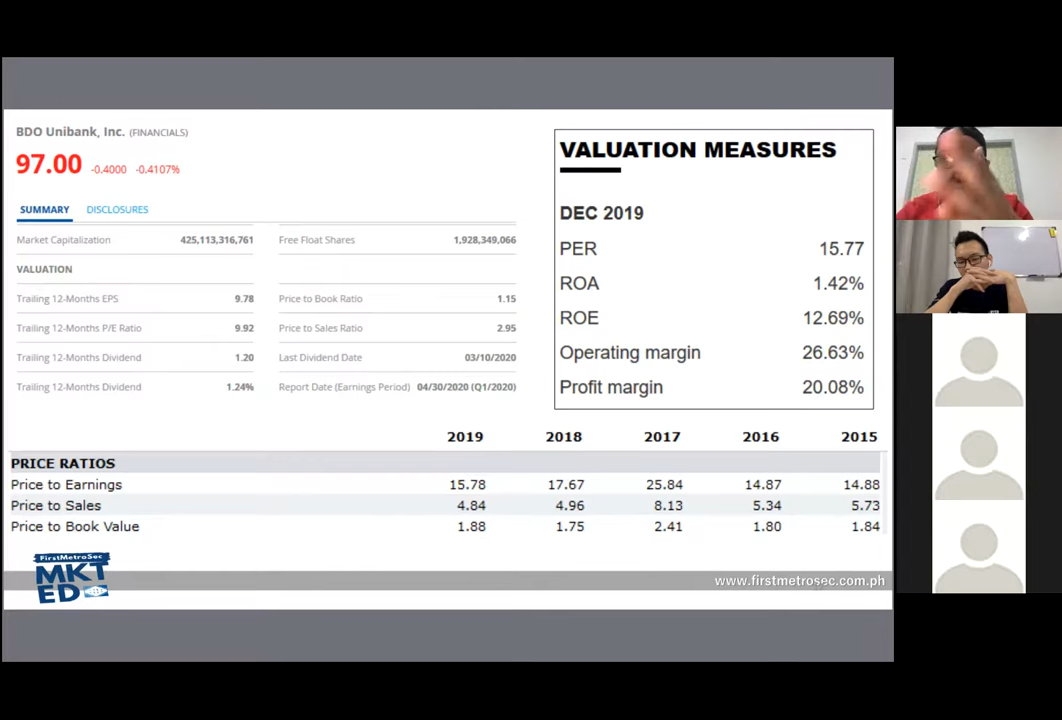 BDO Unibank, Inc. (FINANCIALS)
97.00 -0.4000 -0.4107%
SUMMARY DISCLOSURES
Market Capitalization 425,113,316,761 Free Float Shares 1,928,349,066
VALUATION
Trailing 12-Months EPS 9.78 Price to Book Ratio 1.15
Trailing 12-Months P/E Ratio 9.92 Price to Sales Ratio 2.95
Trailing 12-Months Dividend 1.20 Last Dividend Date 03/10/2020
Trailing 12-Months Dividend 1.24% Report Date (Earnings Period) 04/30/2020 (Q1/2020)
VALUATION MEASURES
DEC 2019
PER 15.77
ROA 1.42%
ROE 12.69%
Operating margin 26.63%
Profit margin 20.08%
2019 2018 2017 2016 2015
PRICE RATIOS
Price to Earnings 15.78 17.67 25.84 14.87 14.88
Price to Sales 4.84 4.96 8.13 5.34 5.73
Price to Book Value 1.88 1.75 2.41 1.80 1.84
FirstMetroSec
MKT
ED
www.firstmetrosec.com.ph